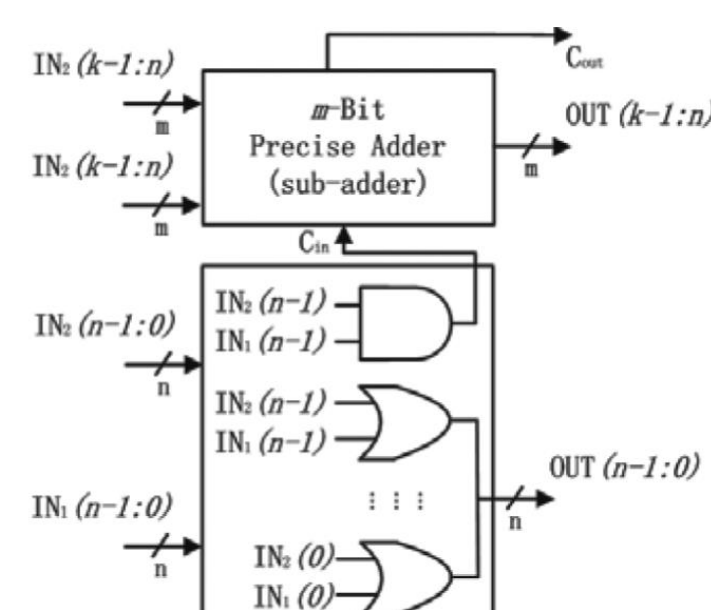 IN₂(k-1:n)
m
IN₂(k-1:n)
m
m-Bit
Precise Adder
(sub-adder)
Cout
OUT(k-1:n)
m
Cin
IN₂(n-1:0)
n
IN₁(n-1:0)
n
IN₂(n-1)
IN₁(n-1)
IN₂(n-1)
IN₁(n-1)
IN₂(0)
IN₁(0)
OUT(n-1:0)
n